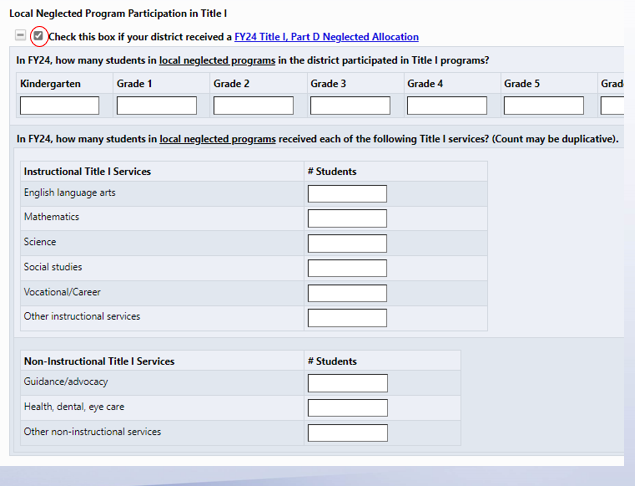 Local Neglected Program Participation in Title I
Check this box if your district received a FY24 Title I, Part D Neglected Allocation
In FY24, how many students in local neglected programs in the district participated in Title I programs?
Kindergarten Grade 1 Grade 2 Grade 3 Grade 4 Grade 5 Grad
In FY24, how many students in local neglected programs received each of the following Title I services? (Count may be duplicative).
Instructional Title I Services # Students
English language arts
Mathematics
Science
Social studies
Vocational/Career
Other instructional services
Non-Instructional Title I Services # Students
Guidance/advocacy
Health, dental, eye care
Other non-instructional services